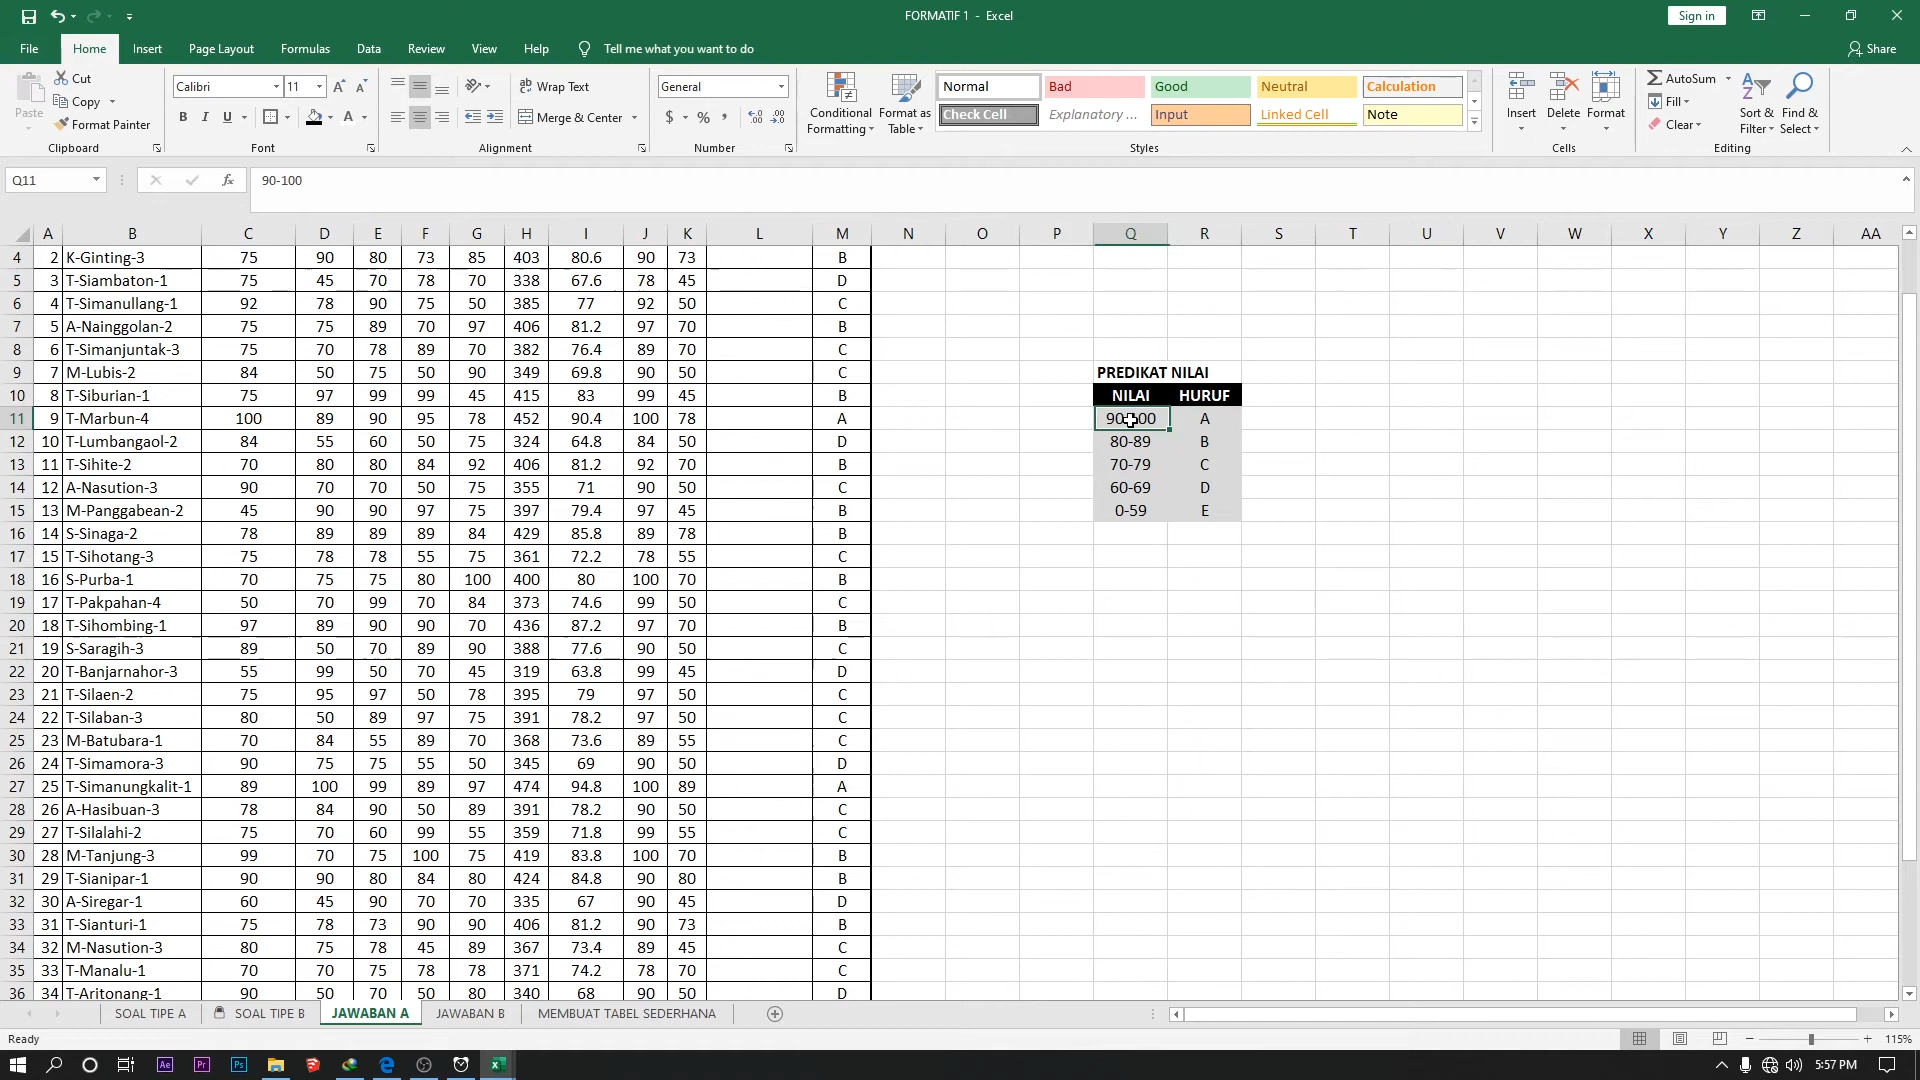 FORMATIF 1 - Excel
Sign in
File Home Insert Page Layout Formulas Data Review View Help Tell me what you want to do Share
Paste Cut Copy Format Painter
Calibri 11
B I U A
ab Wrap Text
Merge & Center
General
$ % ,
Conditional Formatting
Format as Table
Normal Bad Good Neutral Calculation
Check Cell Explanatory ... Input Linked Cell Note
Insert Delete Format
AutoSum Fill Clear
Sort & Filter Find & Select
Clipboard Font Alignment Number Styles Cells Editing
Q11 fx 90-100
A B C D E F G H I J K L M N O P Q R S T U V W X Y Z AA
4 2 K-Ginting-3 75 90 80 73 85 403 80.6 90 73 B
5 3 T-Siambaton-1 75 45 70 78 70 338 67.6 78 45 D
6 4 T-Simanullang-1 92 78 90 75 50 385 77 92 50 C
7 5 A-Nainggolan-2 75 75 89 70 97 406 81.2 97 70 B
8 6 T-Simanjuntak-3 75 70 78 89 70 382 76.4 89 70 C
9 7 M-Lubis-2 84 50 75 50 90 349 69.8 90 50 C PREDIKAT NILAI
10 8 T-Siburian-1 75 97 99 99 45 415 83 99 45 B NILAI HURUF
11 9 T-Marbun-4 100 89 90 95 78 452 90.4 100 78 A 90-100 A
12 10 T-Lumbangaol-2 84 55 60 50 75 324 64.8 84 50 D 80-89 B
13 11 T-Sihite-2 70 80 80 84 92 406 81.2 92 70 B 70-79 C
14 12 A-Nasution-3 90 70 70 50 75 355 71 90 50 C 60-69 D
15 13 M-Panggabean-2 45 90 90 97 75 397 79.4 97 45 B 0-59 E
16 14 S-Sinaga-2 78 89 89 89 84 429 85.8 89 78 B
17 15 T-Sihotang-3 75 78 78 55 75 361 72.2 78 55 C
18 16 S-Purba-1 70 75 75 80 100 400 80 100 70 B
19 17 T-Pakpahan-4 50 70 99 70 84 373 74.6 99 50 C
20 18 T-Sihombing-1 97 89 90 90 70 436 87.2 97 70 B
21 19 S-Saragih-3 89 50 70 89 90 388 77.6 90 50 C
22 20 T-Banjarnahor-3 55 99 50 70 45 319 63.8 99 45 D
23 21 T-Silaen-2 75 95 97 50 78 395 79 97 50 C
24 22 T-Silaban-3 80 50 89 97 75 391 78.2 97 50 C
25 23 M-Batubara-1 70 84 55 89 70 368 73.6 89 55 C
26 24 T-Simamora-3 90 75 75 55 50 345 69 90 50 D
27 25 T-Simanungkalit-1 89 100 99 89 97 474 94.8 100 89 A
28 26 A-Hasibuan-3 78 84 90 50 89 391 78.2 90 50 C
29 27 T-Silalahi-2 75 70 60 99 55 359 71.8 99 55 C
30 28 M-Tanjung-3 99 70 75 100 75 419 83.8 100 70 B
31 29 T-Sianipar-1 90 90 80 84 80 424 84.8 90 80 B
32 30 A-Siregar-1 60 45 90 70 70 335 67 90 45 D
33 31 T-Sianturi-1 75 78 73 90 90 406 81.2 90 73 B
34 32 M-Nasution-3 80 75 78 45 89 367 73.4 89 45 C
35 33 T-Manalu-1 70 70 75 78 78 371 74.2 78 70 C
36 34 T-Aritonang-1 90 50 70 50 80 340 68 90 50 D
SOAL TIPE A SOAL TIPE B JAWABAN A JAWABAN B MEMBUAT TABEL SEDERHANA
Ready 115%
Ae Pr Ps 5:57 PM